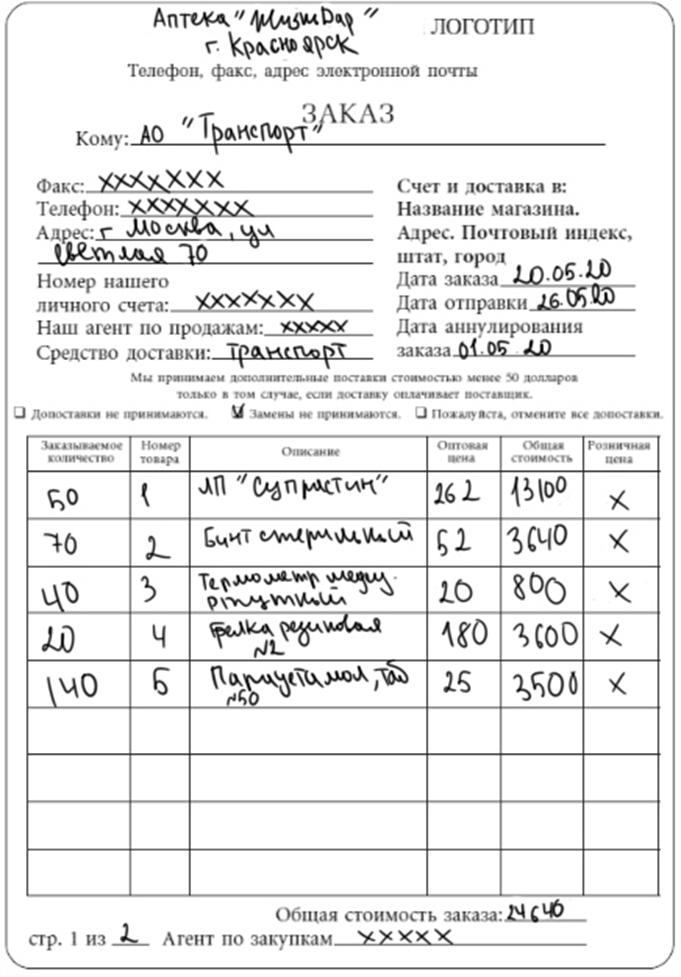 Аптека "ЖизнДар"
г. Красноярск
ЛОГОТИП
Телефон, факс, адрес электронной почты
ЗАКАЗ
Кому: АО "Транспорт"
Факс: ХХХХХХХ
Телефон: ХХХХХХХ
Адрес: г Москва, ул
Светлая 70
Номер нашего
личного счета: ХХХХХХХ
Наш агент по продажам: ХХХХХ
Средство доставки: транспорт
Счет и доставка в:
Название магазина.
Адрес. Почтовый индекс,
штат, город
Дата заказа 20.05.20
Дата отправки 26.05.20
Дата аннулирования
заказа 01.05 20
Мы принимаем дополнительные поставки стоимостью менее 50 долларов
только в том случае, если доставку оплачивает поставщик.
☐ Допоставки не принимаются. ☑ Замены не принимаются. ☐ Пожалуйста, отмените все допоставки.
Заказываемое количество Номер товара Описание Оптовая цена Общая стоимость Розничная цена
50 1 ЛП "Супрастин" 262 13100 Х
70 2 Бинт стерильный 52 3640 Х
40 3 Термометр медиц. ртутный 20 800 Х
20 4 Грелка резиновая №2 180 3600 Х
140 5 Парацетамол, таб №50 25 3500 Х
Общая стоимость заказа: 24640
стр. 1 из 2 Агент по закупкам ХХХХХ